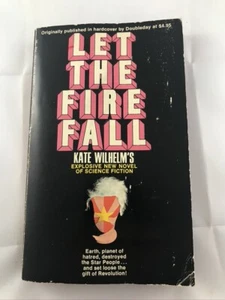 Originally published in hardcover by Doubleday at $4.95
LET
THE
FIRE
FALL
KATE WILHELM'S
EXPLOSIVE NEW NOVEL
OF SCIENCE FICTION
Earth, planet of
hatred, destroyed
the Star People...
and set loose the
gift of Revolution!